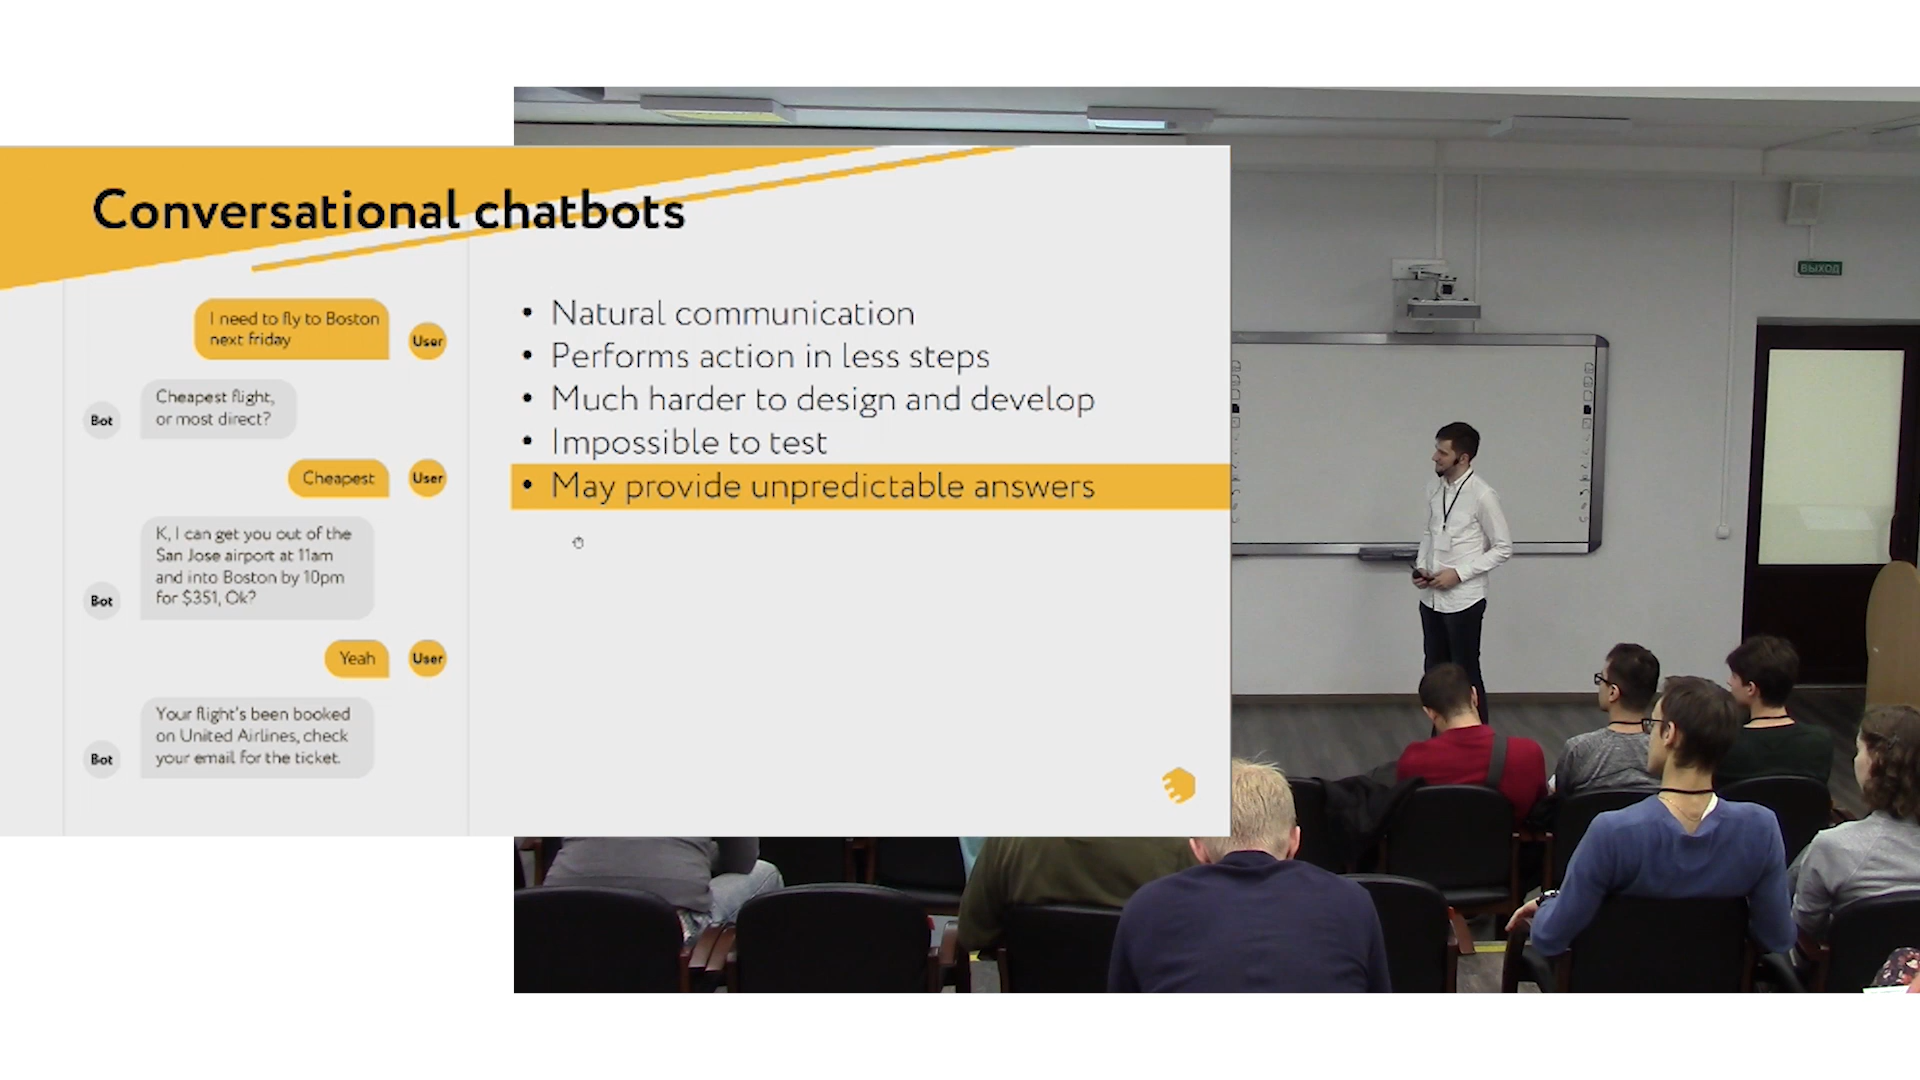 Conversational chatbots
I need to fly to Boston
next friday
User
Cheapest flight,
or most direct?
Bot
Cheapest
User
K, I can get you out of the
San Jose airport at 11am
and into Boston by 10pm
for $351, Ok?
Bot
Yeah
User
Your flight's been booked
on United Airlines, check
your email for the ticket.
Bot
• Natural communication
• Performs action in less steps
• Much harder to design and develop
• Impossible to test
• May provide unpredictable answers
ВЫХОД